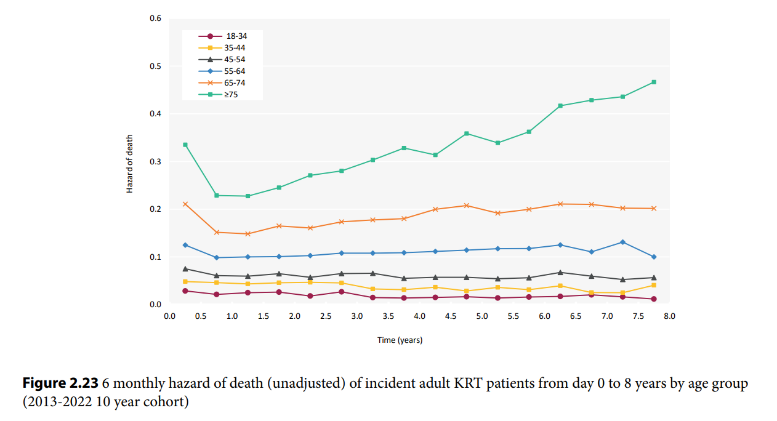 0.6
18-34
35-44
45-54
55-64
65-74
≥75
0.5
0.4
0.3
0.2
0.1
0.0
Hazard of death
0.0 0.5 1.0 1.5 2.0 2.5 3.0 3.5 4.0 4.5 5.0 5.5 6.0 6.5 7.0 7.5 8.0
Time (years)
Figure 2.23 6 monthly hazard of death (unadjusted) of incident adult KRT patients from day 0 to 8 years by age group
(2013-2022 10 year cohort)